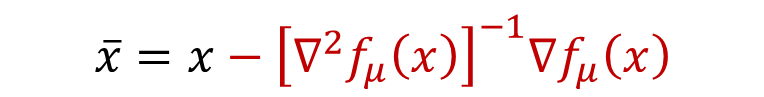 x̄ = x − [∇²f_μ(x)]⁻¹∇f_μ(x)